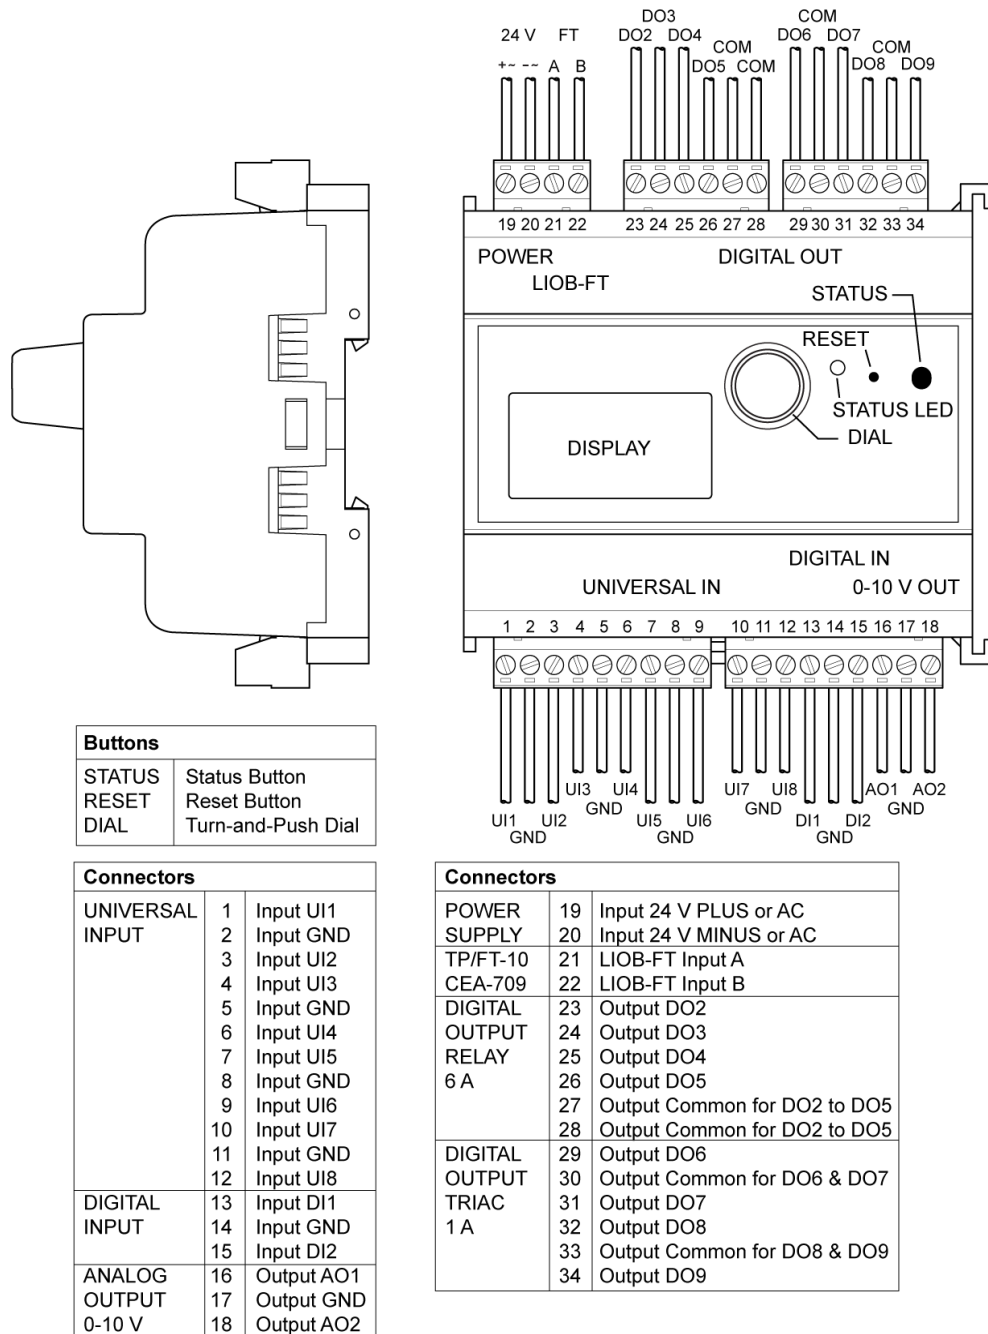 DO3 COM
24 V FT DO2 DO4 DO6 DO7
COM COM
+~ -~ A B DO5 COM DO8 DO9
19 20 21 22 23 24 25 26 27 28 29 30 31 32 33 34
POWER DIGITAL OUT
LIOB-FT
STATUS
RESET
STATUS LED
DIAL
DISPLAY
DIGITAL IN
UNIVERSAL IN 0-10 V OUT
1 2 3 4 5 6 7 8 9 10 11 12 13 14 15 16 17 18
UI3 UI4 UI7 UI8 AO1 AO2
GND GND GND
UI1 UI2 UI5 UI6 DI1 DI2
GND GND GND
Buttons
STATUS Status Button
RESET Reset Button
DIAL Turn-and-Push Dial
Connectors
UNIVERSAL 1 Input UI1
INPUT 2 Input GND
3 Input UI2
4 Input UI3
5 Input GND
6 Input UI4
7 Input UI5
8 Input GND
9 Input UI6
10 Input UI7
11 Input GND
12 Input UI8
DIGITAL 13 Input DI1
INPUT 14 Input GND
15 Input DI2
ANALOG 16 Output AO1
OUTPUT 17 Output GND
0-10 V 18 Output AO2
Connectors
POWER 19 Input 24 V PLUS or AC
SUPPLY 20 Input 24 V MINUS or AC
TP/FT-10 21 LIOB-FT Input A
CEA-709 22 LIOB-FT Input B
DIGITAL 23 Output DO2
OUTPUT 24 Output DO3
RELAY 25 Output DO4
6 A 26 Output DO5
27 Output Common for DO2 to DO5
28 Output Common for DO2 to DO5
DIGITAL 29 Output DO6
OUTPUT 30 Output Common for DO6 & DO7
TRIAC 31 Output DO7
1 A 32 Output DO8
33 Output Common for DO8 & DO9
34 Output DO9